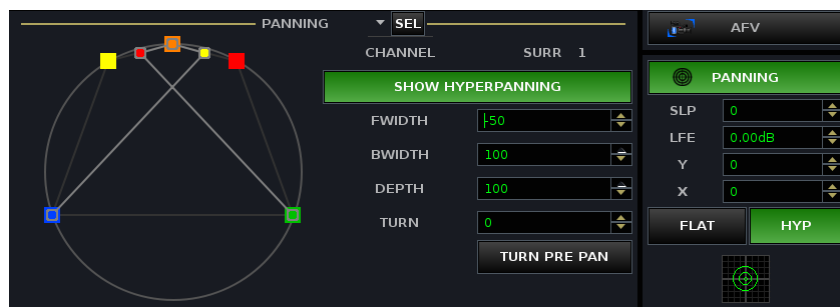 PANNING SEL
CHANNEL SURR 1
SHOW HYPERPANNING
FWIDTH -50
BWIDTH 100
DEPTH 100
TURN 0
TURN PRE PAN
AFV
PANNING
SLP 0
LFE 0.00dB
Y 0
X 0
FLAT HYP